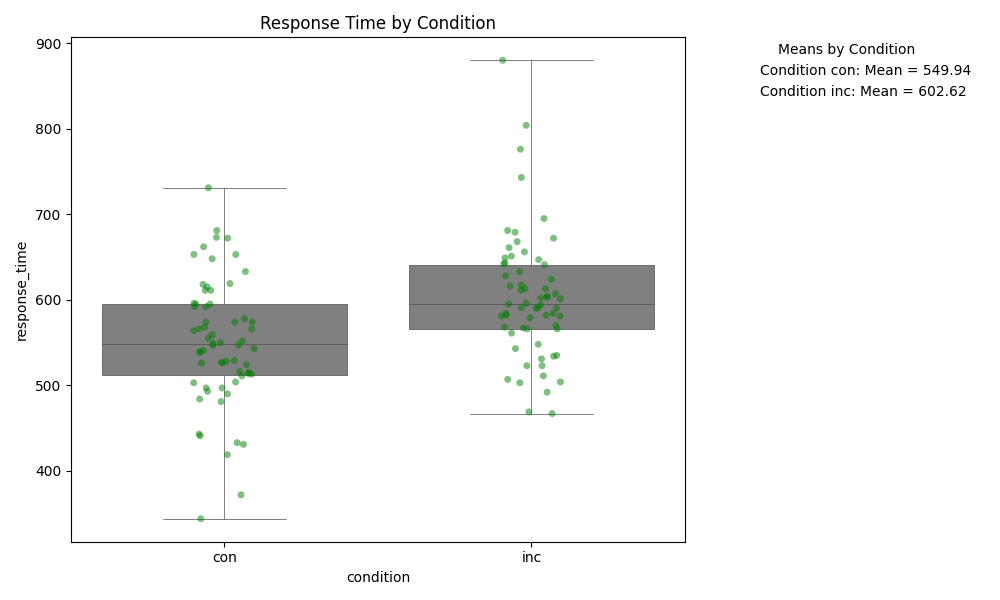 Response Time by Condition
Means by Condition
Condition con: Mean = 549.94
Condition inc: Mean = 602.62
900
800
700
600
500
400
response_time
con
inc
condition